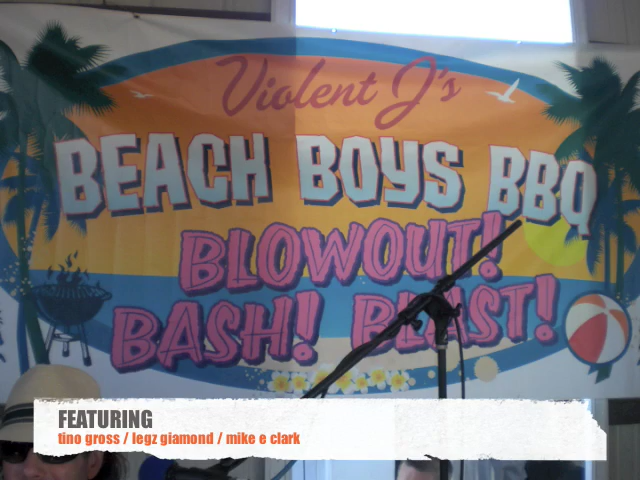 Violent J's
BEACH BOYS BBQ
BLOWOUT!
BASH! BLAST!
FEATURING
tino gross / legz giamond / mike e clark